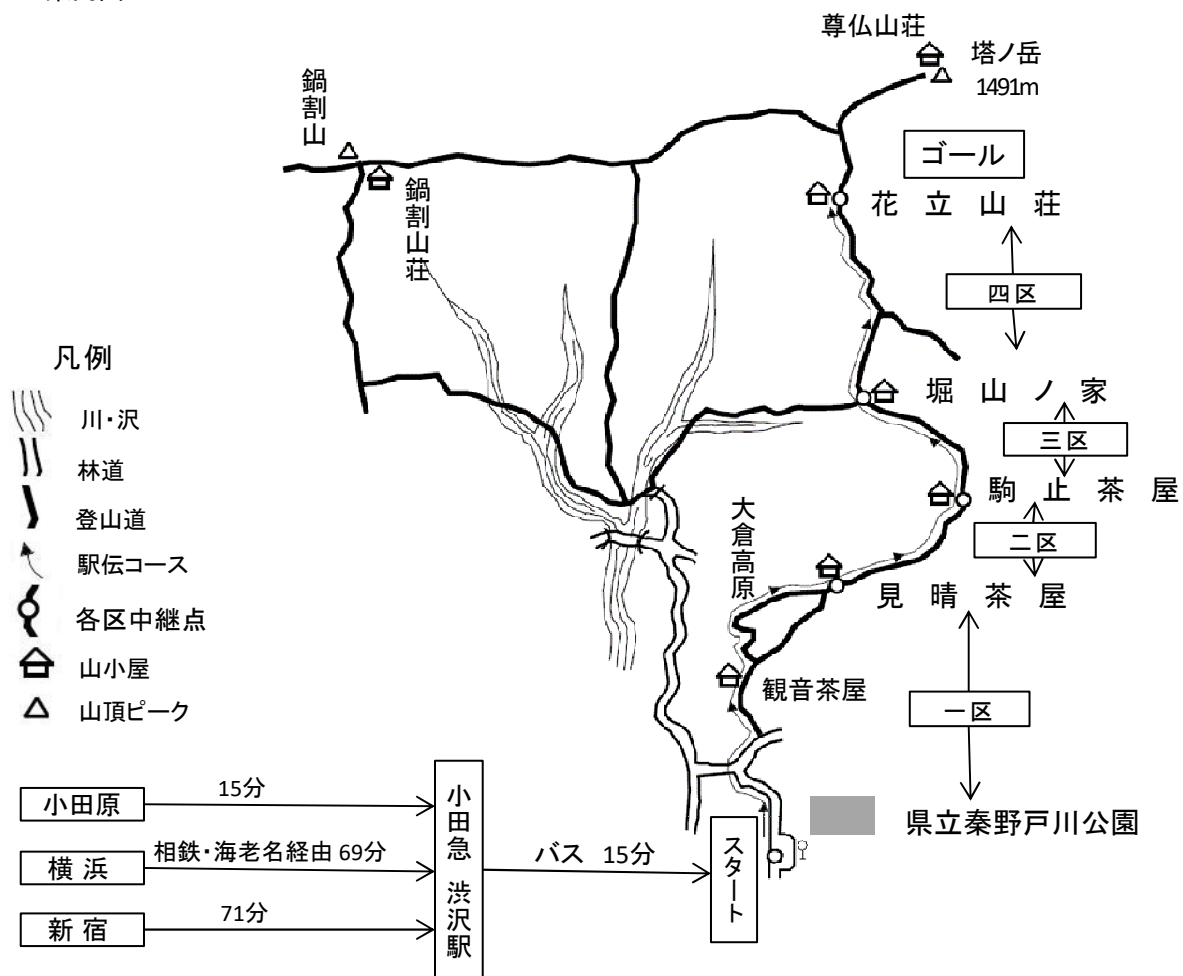 尊仏山荘
塔ノ岳
1491m
鍋割山
鍋割山荘
ゴール
花立山荘
四区
堀山ノ家
三区
駒止茶屋
二区
大倉高原
見晴茶屋
観音茶屋
一区
県立秦野戸川公園
凡例
川・沢
林道
登山道
駅伝コース
各区中継点
山小屋
山頂ピーク
小田原
15分
横浜
相鉄・海老名経由 69分
新宿
71分
小田急 渋沢駅
バス 15分
スタート